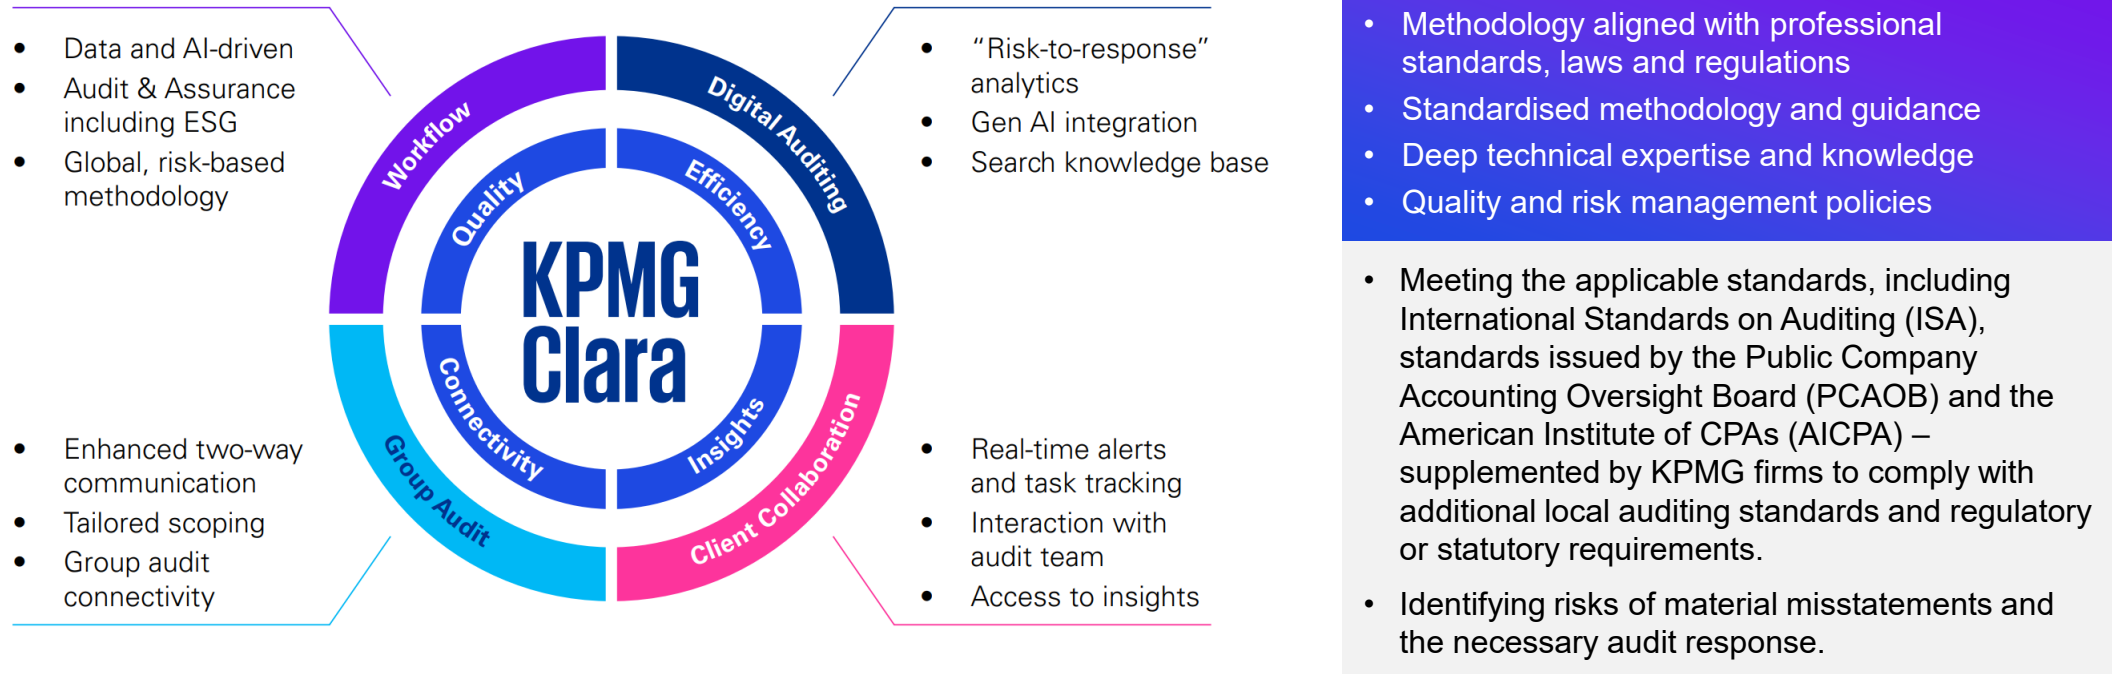 • Data and AI-driven
• Audit & Assurance
including ESG
• Global, risk-based
methodology
• “Risk-to-response”
analytics
• Gen AI integration
• Search knowledge base
Workflow
Digital Auditing
Quality
Efficiency
KPMG
Clara
Connectivity
Insights
Group Audit
Client Collaboration
• Enhanced two-way
communication
• Tailored scoping
• Group audit
connectivity
• Real-time alerts
and task tracking
• Interaction with
audit team
• Access to insights
• Methodology aligned with professional
standards, laws and regulations
• Standardised methodology and guidance
• Deep technical expertise and knowledge
• Quality and risk management policies
• Meeting the applicable standards, including
International Standards on Auditing (ISA),
standards issued by the Public Company
Accounting Oversight Board (PCAOB) and the
American Institute of CPAs (AICPA) –
supplemented by KPMG firms to comply with
additional local auditing standards and regulatory
or statutory requirements.
• Identifying risks of material misstatements and
the necessary audit response.